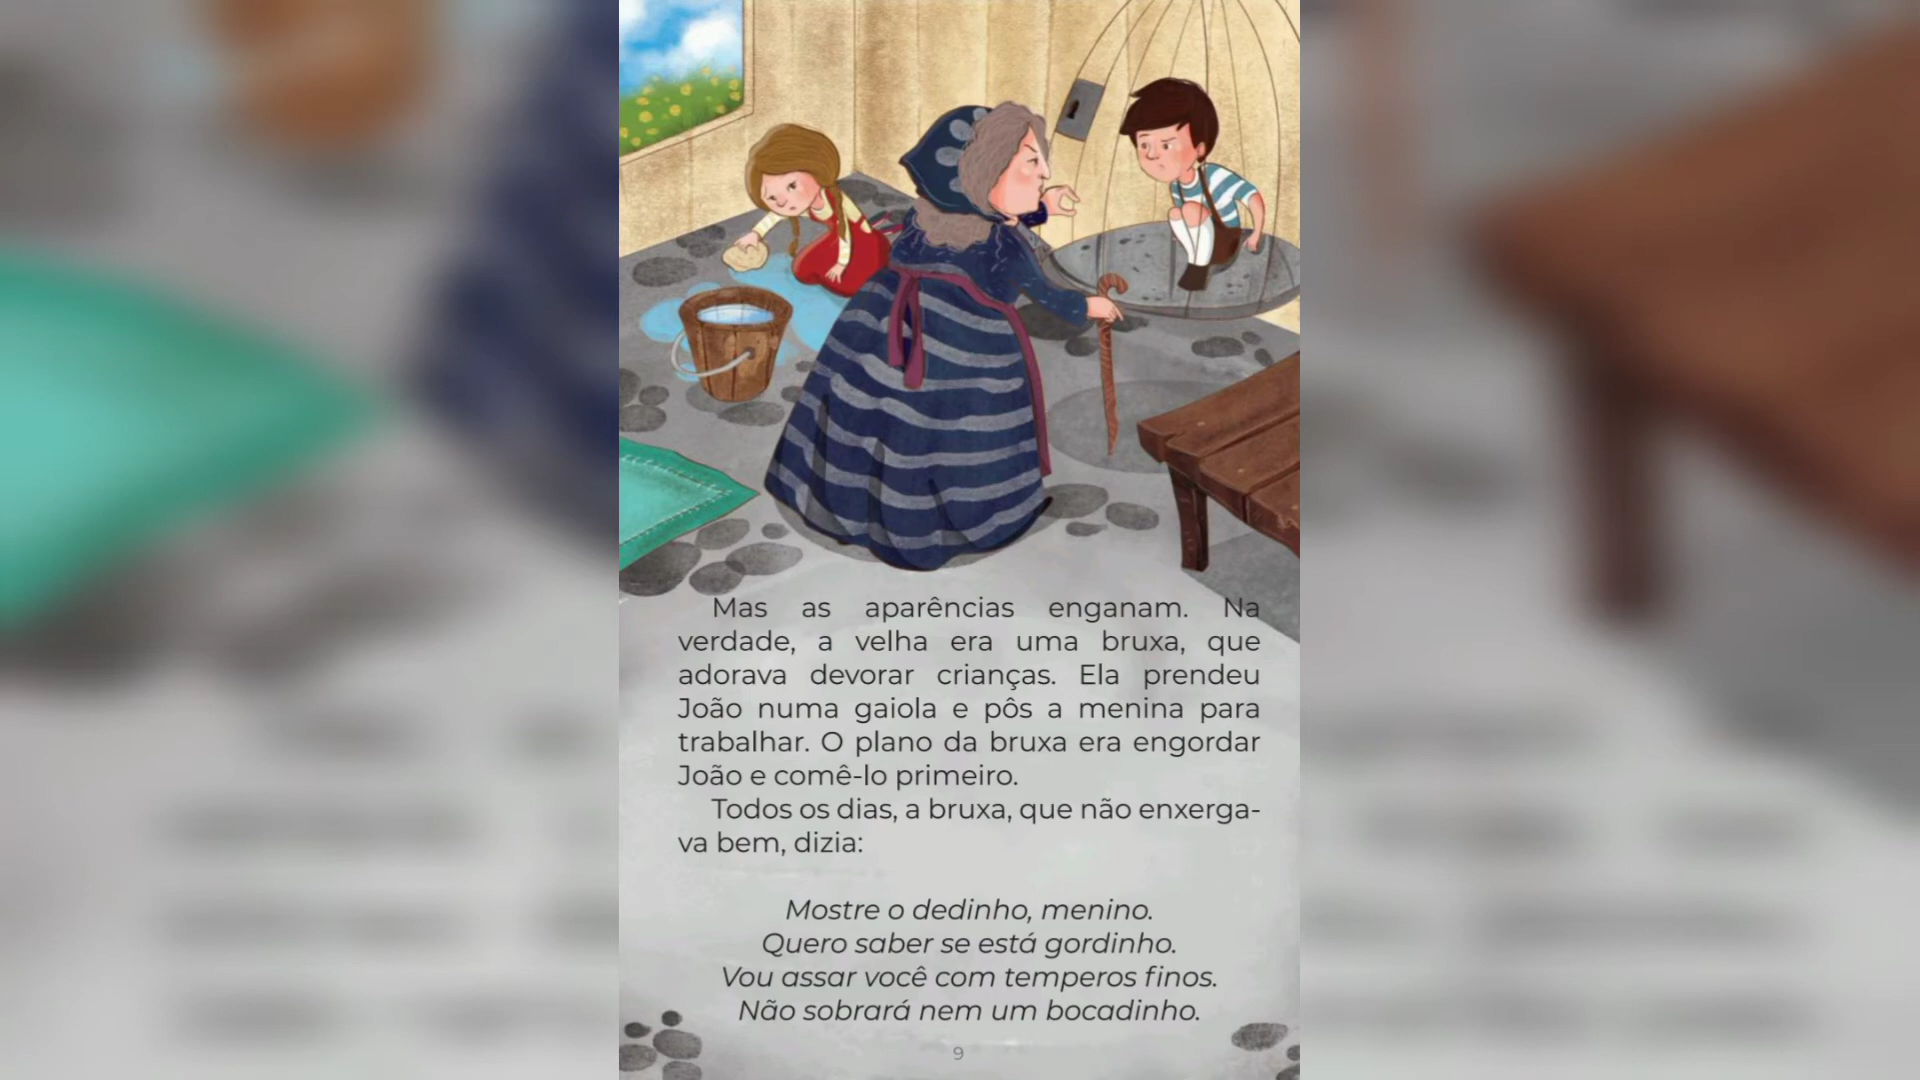 Mas as aparências enganam. Na
verdade, a velha era uma bruxa, que
adorava devorar crianças. Ela prendeu
João numa gaiola e pôs a menina para
trabalhar. O plano da bruxa era engordar
João e comê-lo primeiro.
Todos os dias, a bruxa, que não enxerga-
va bem, dizia:
Mostre o dedinho, menino.
Quero saber se está gordinho.
Vou assar você com temperos finos.
Não sobrará nem um bocadinho.
9